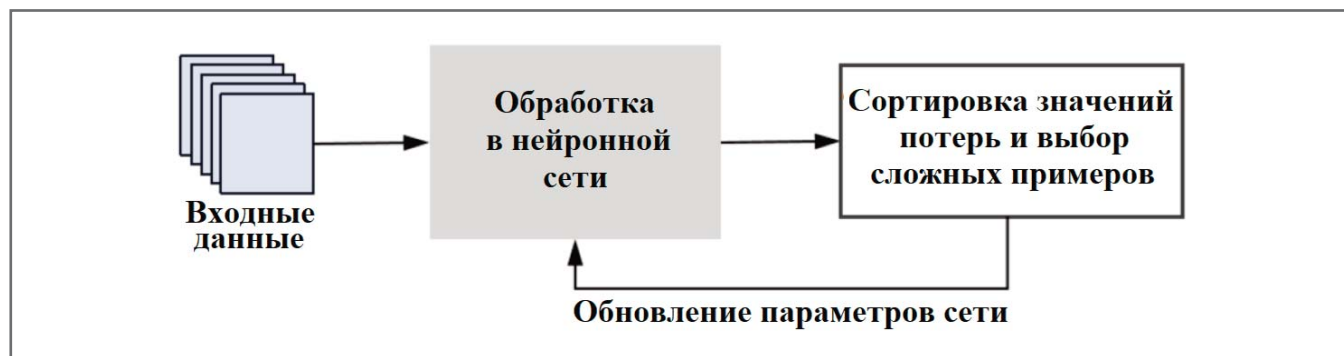 Входные
данные
Обработка
в нейронной
сети
Сортировка значений
потерь и выбор
сложных примеров
Обновление параметров сети